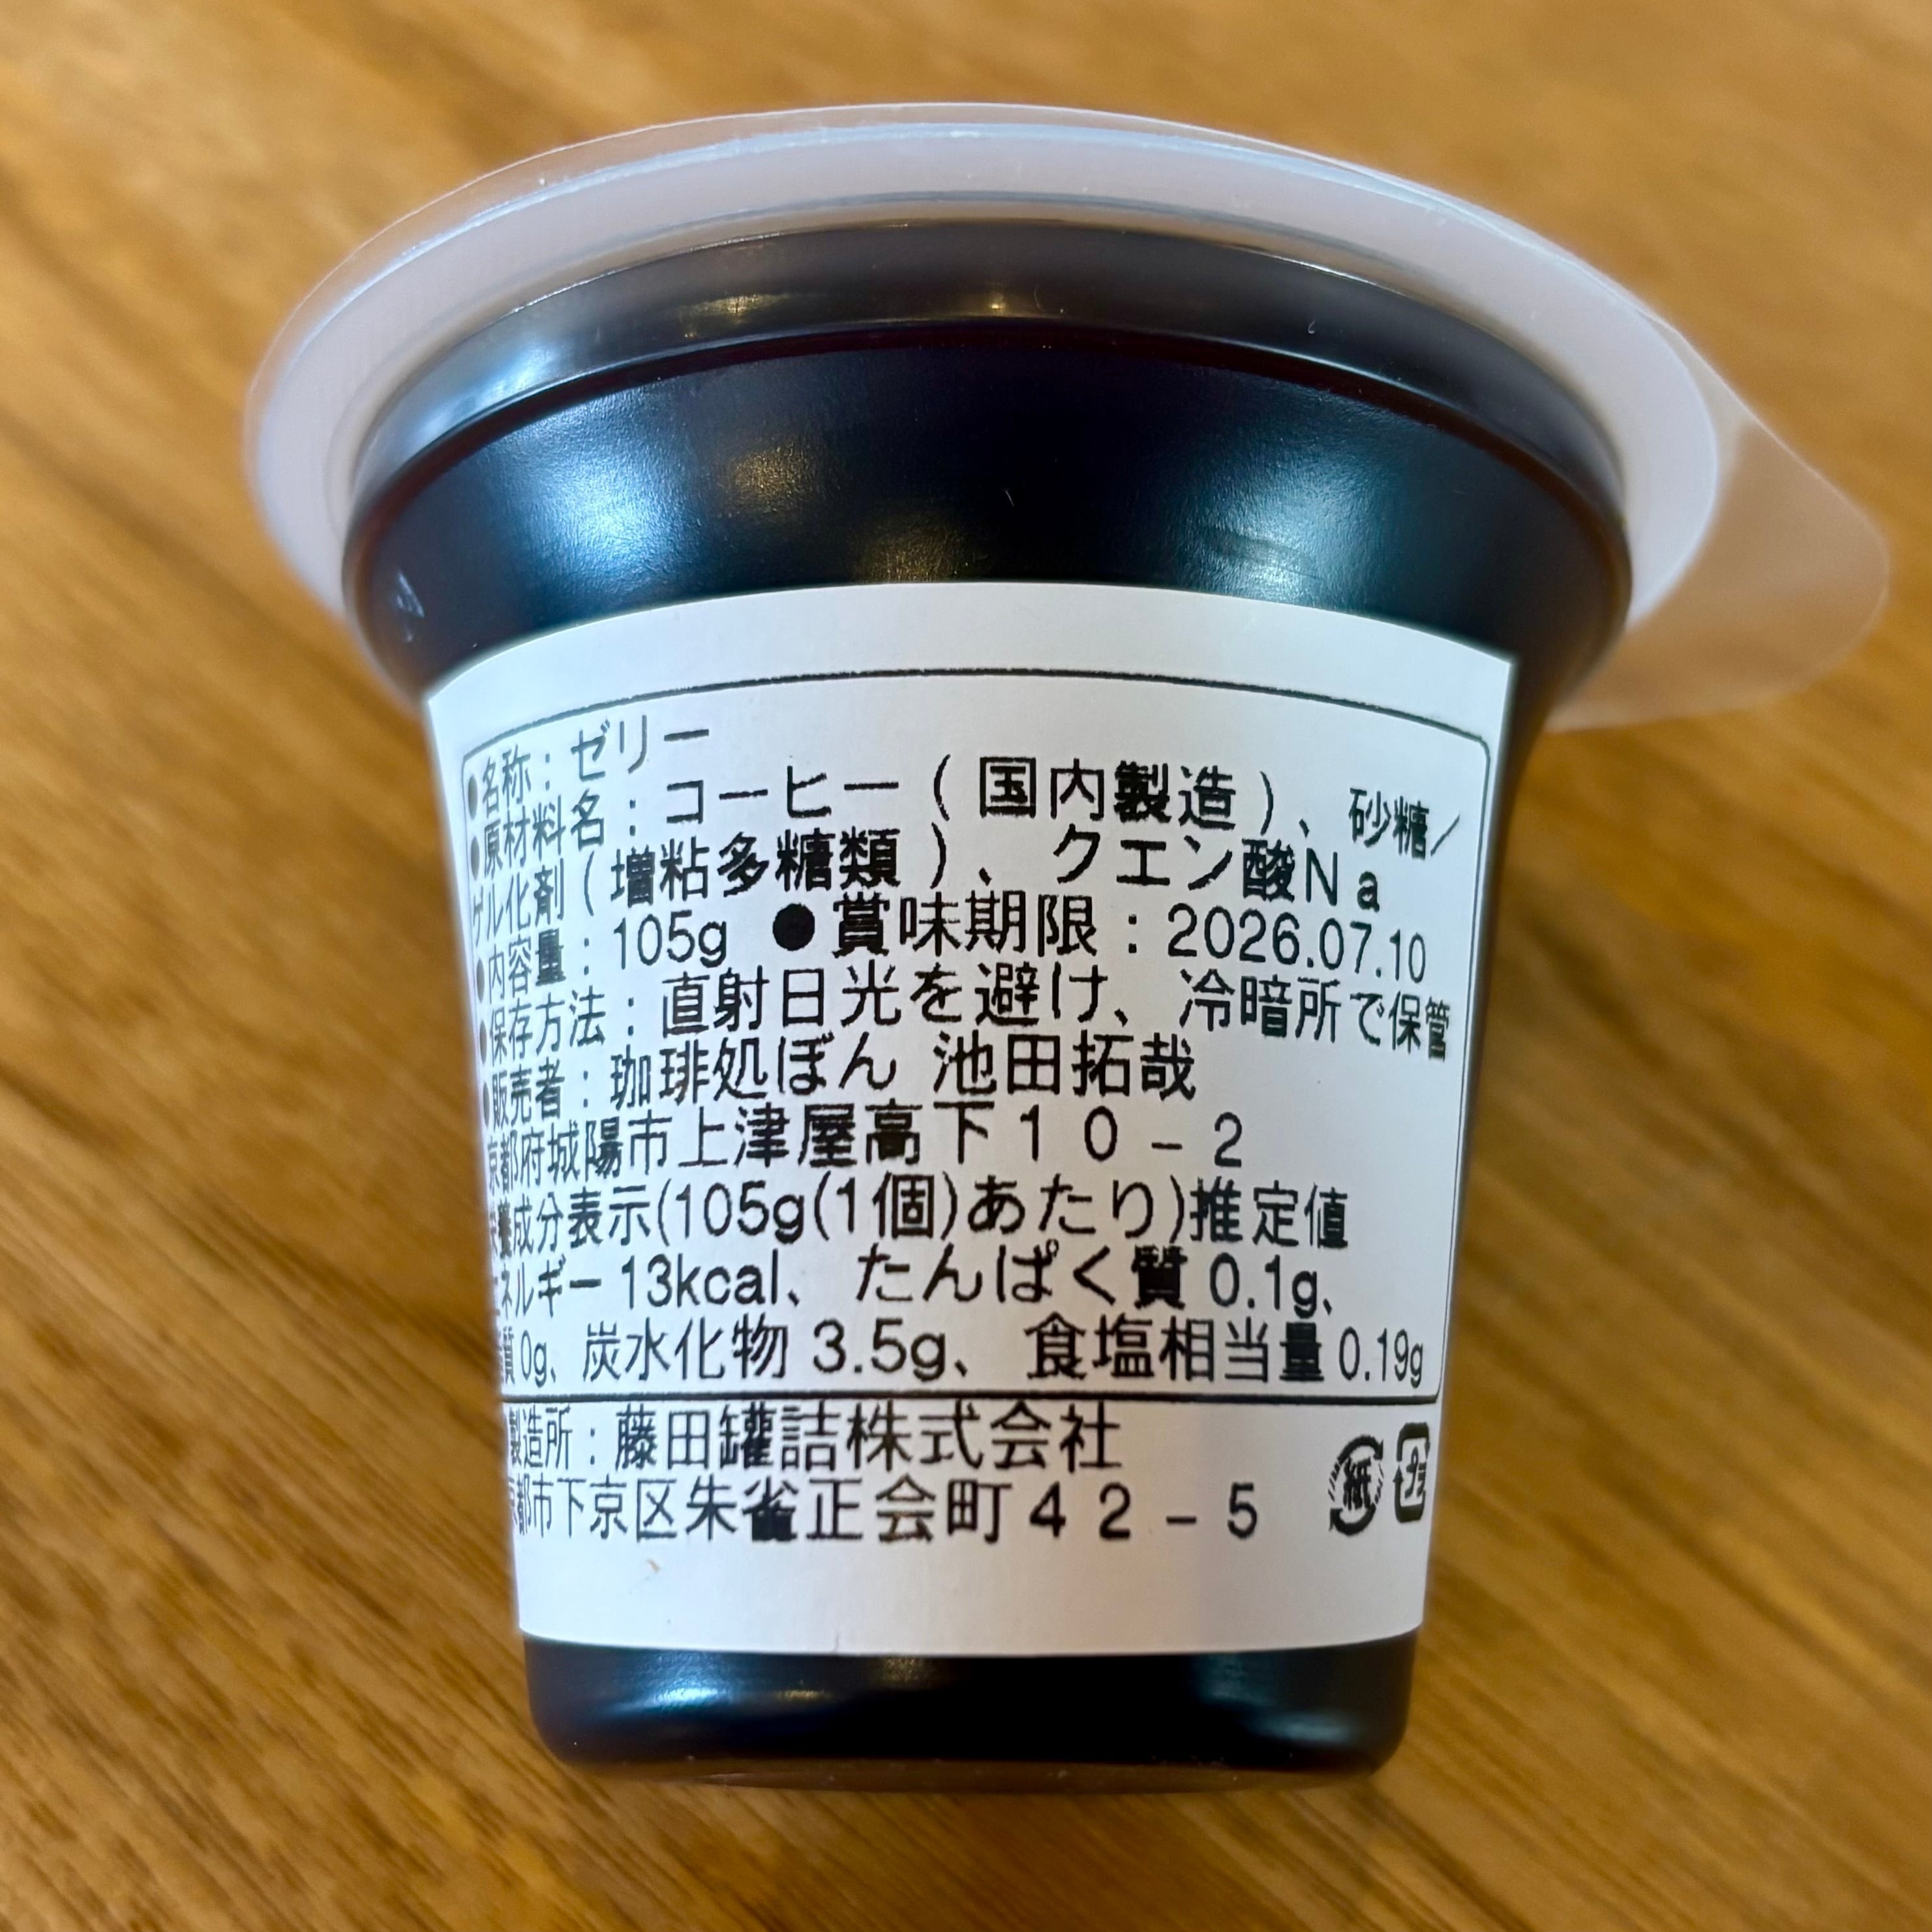 ●名称：ゼリー
●原材料名：コーヒー(国内製造)、砂糖／
ゲル化剤(増粘多糖類)、クエン酸Na
●内容量：105g ●賞味期限：2026.07.10
●保存方法：直射日光を避け、冷暗所で保管
●販売者：珈琲処ぼん 池田拓哉
京都府城陽市上津屋高下10-2
栄養成分表示(105g(1個)あたり)推定値
エネルギー13kcal、たんぱく質0.1g、
脂質0g、炭水化物3.5g、食塩相当量0.19g
製造所：藤田罐詰株式会社
京都市下京区朱雀正会町42-5
紙 プラ